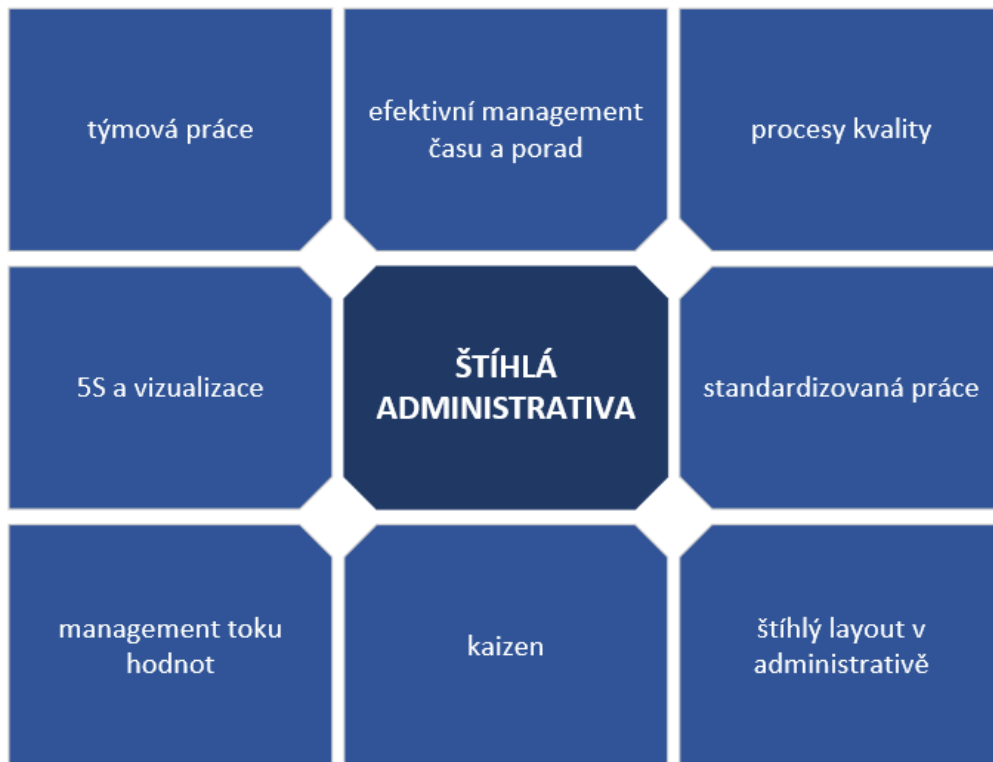 týmová práce
efektivní management
času a porad
procesy kvality
5S a vizualizace
ŠTÍHLÁ
ADMINISTRATIVA
standardizovaná práce
management toku
hodnot
kaizen
štíhlý layout v
administrativě